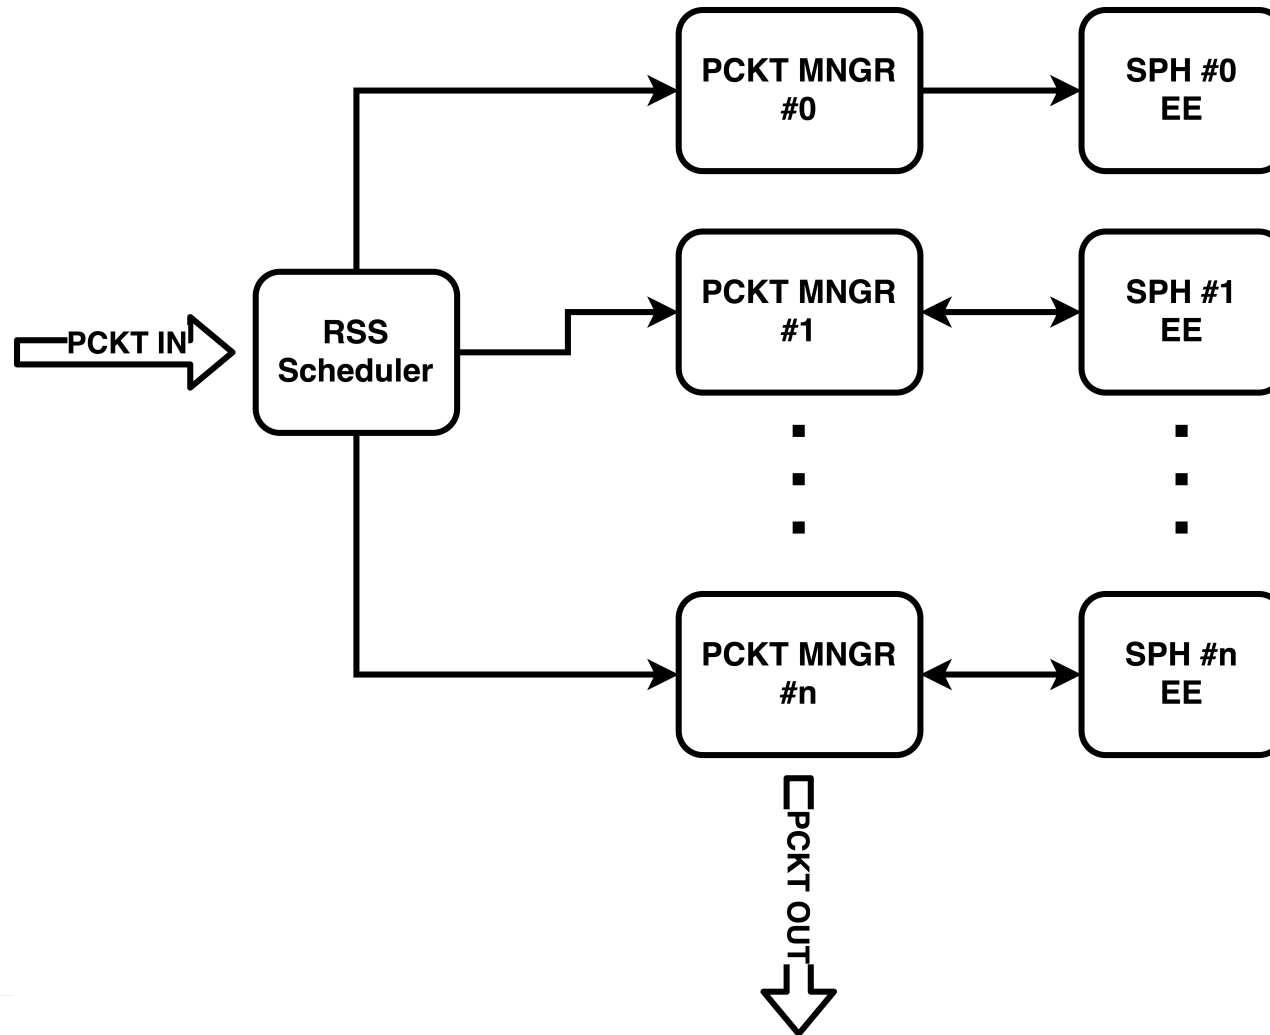 PCKT MNGR
#0
SPH #0
EE
PCKT MNGR
#1
SPH #1
EE
PCKT IN
RSS
Scheduler
PCKT MNGR
#n
SPH #n
EE
PCKT OUT